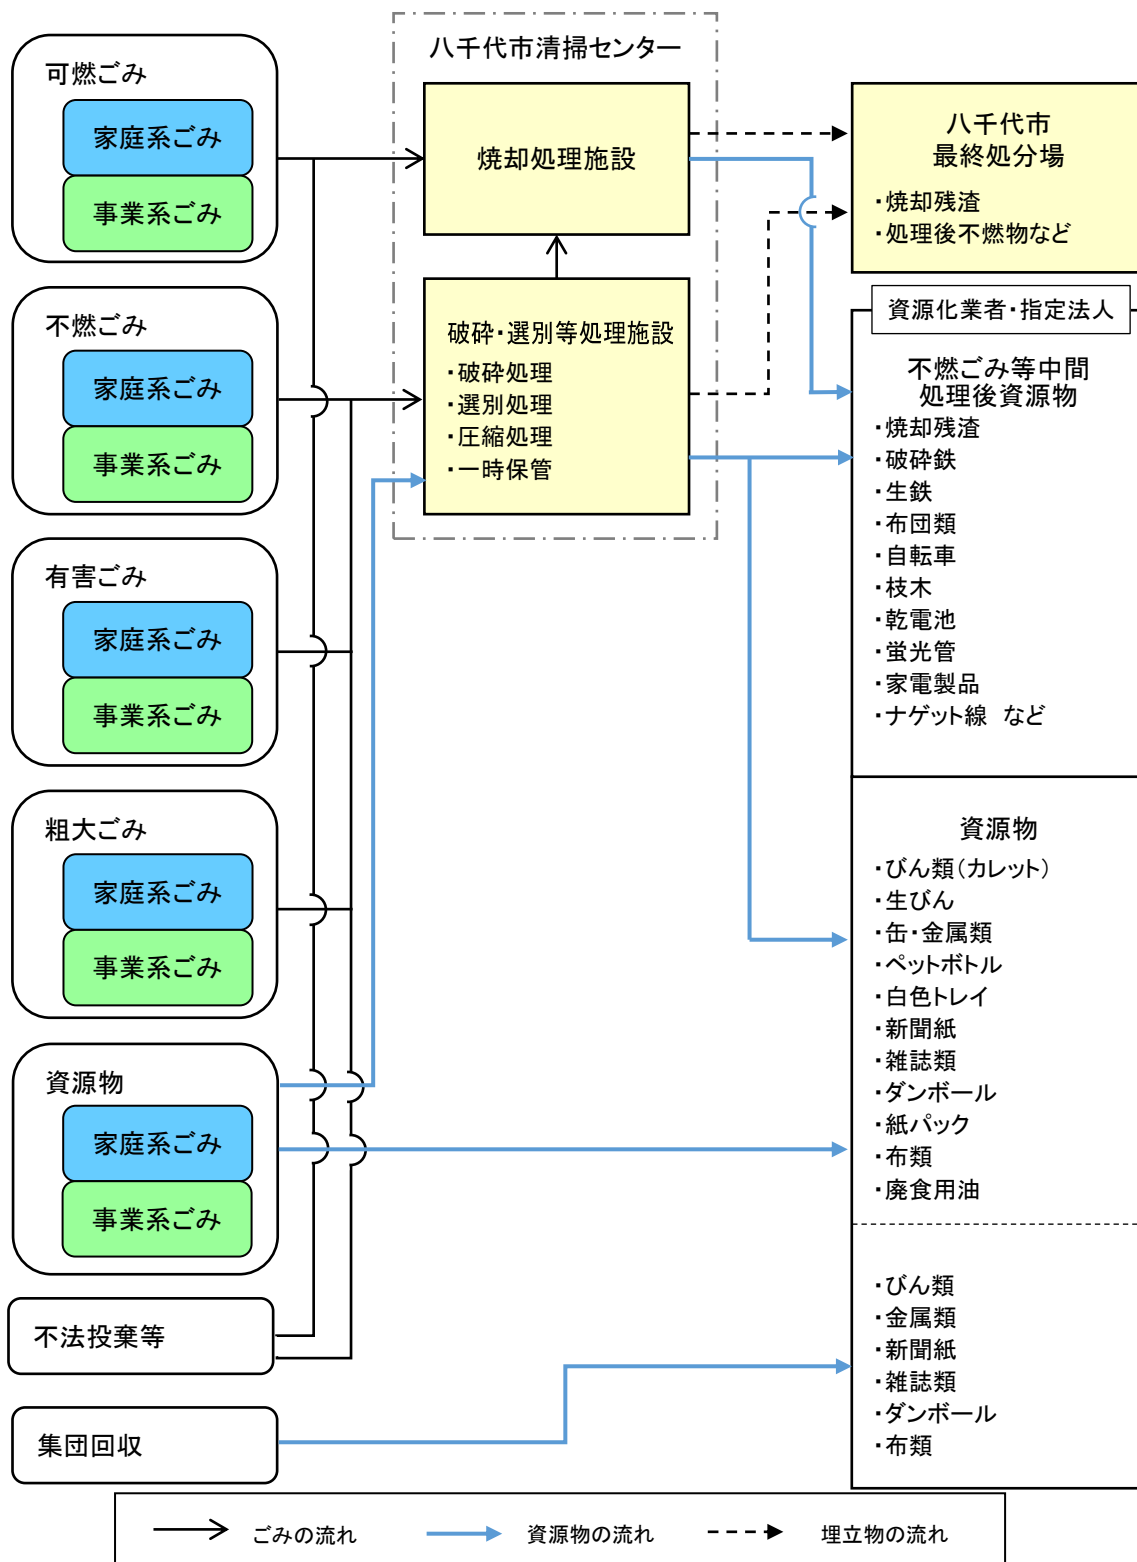 可燃ごみ
家庭系ごみ
事業系ごみ
不燃ごみ
家庭系ごみ
事業系ごみ
有害ごみ
家庭系ごみ
事業系ごみ
粗大ごみ
家庭系ごみ
事業系ごみ
資源物
家庭系ごみ
事業系ごみ
不法投棄等
集団回収
八千代市清掃センター
焼却処理施設
破砕・選別等処理施設
・破砕処理
・選別処理
・圧縮処理
・一時保管
八千代市
最終処分場
・焼却残渣
・処理後不燃物など
資源化業者・指定法人
不燃ごみ等中間
処理後資源物
・焼却残渣
・破砕鉄
・生鉄
・布団類
・自転車
・枝木
・乾電池
・蛍光管
・家電製品
・ナゲット線　など
資源物
・びん類（カレット）
・生びん
・缶・金属類
・ペットボトル
・白色トレイ
・新聞紙
・雑誌類
・ダンボール
・紙パック
・布類
・廃食用油
・びん類
・金属類
・新聞紙
・雑誌類
・ダンボール
・布類
ごみの流れ
資源物の流れ
埋立物の流れ